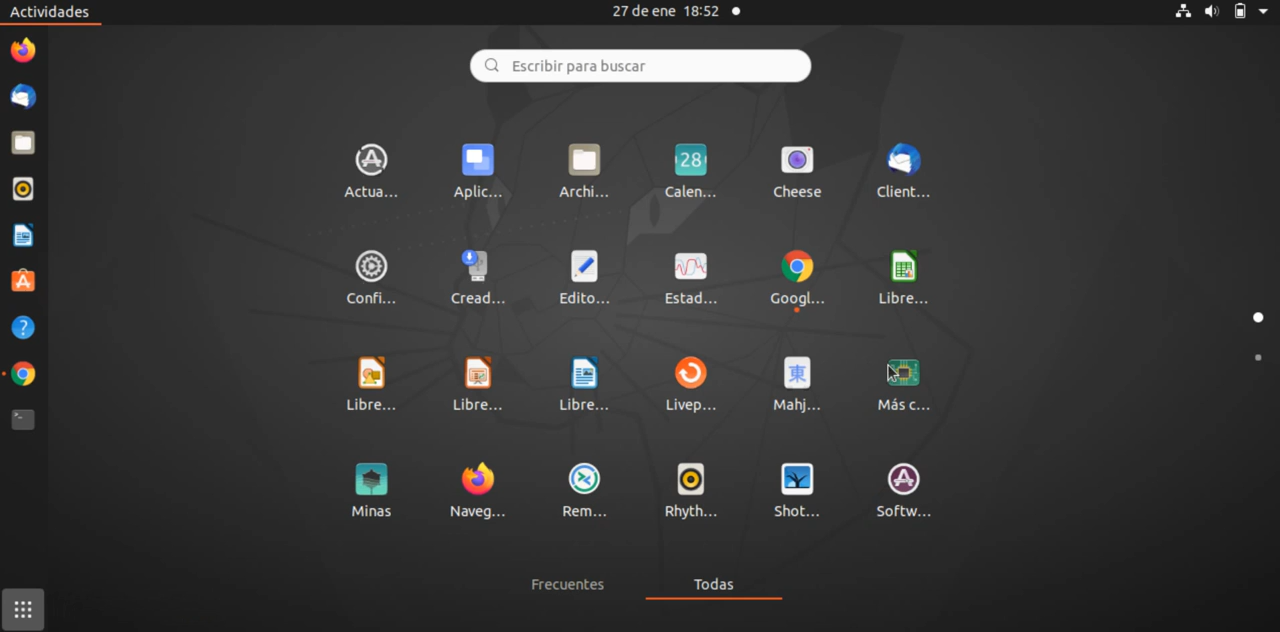 Actividades
27 de ene 18:52
Escribir para buscar
28
Actua...
Aplic...
Archi...
Calen...
Cheese
Client...
Confi...
Cread...
Edito...
Estad...
Googl...
Libre...
Libre...
Libre...
Libre...
Livep...
東
Mahj...
Más c...
Minas
Naveg...
Rem...
Rhyth...
Shot...
Softw...
Frecuentes
Todas